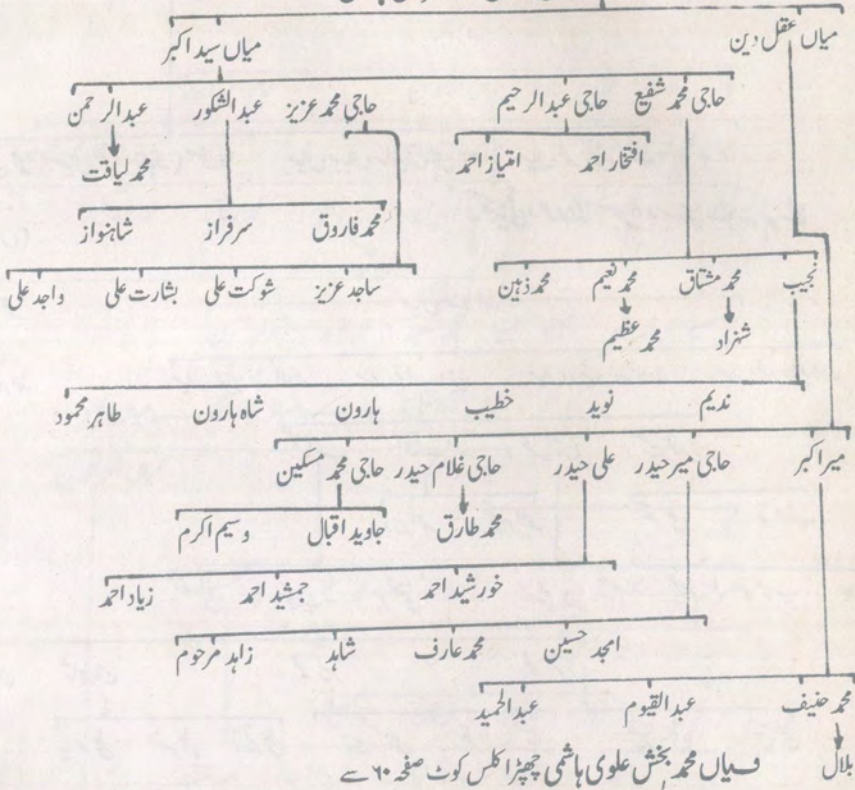 میاں عقل دین میاں سید اکبر
حاجی محمد شفیع حاجی عبدالرحیم حاجی محمد عزیز عبدالشکور عبدالرحمن
افتخار احمد امتیاز احمد محمد لیاقت
محمد فاروق سرفراز شاہنواز
نجیب محمد مشتاق محمد نعیم محمد ذہین ساجد عزیز شوکت علی بشارت علی واجد علی
شہزاد محمد عظیم
ندیم نوید خطیب ہارون شاہ ہارون طاہر محمود
میر اکبر حاجی میر حیدر علی حیدر حاجی غلام حیدر حاجی محمد مسکین
محمد طارق جاوید اقبال وسیم اکرم
خورشید احمد جمشید احمد زیاد احمد
امجد حسین محمد عارف شاہد زاہد مرحوم
محمد حنیف عبدالقیوم عبدالحمید
بلال میاں محمد بخش علوی ہاشمی چھپڑا کلس کوٹ صفحہ ۶۰ سے